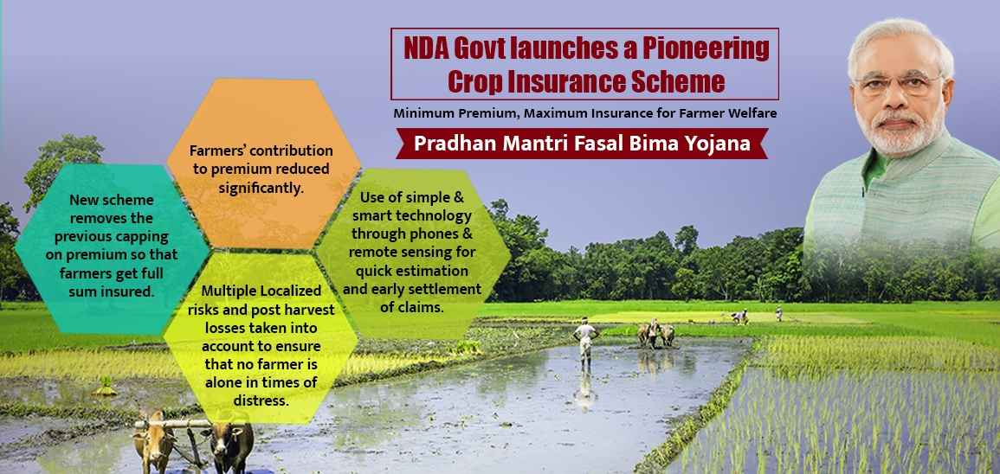 NDA Govt launches a Pioneering
Crop Insurance Scheme
Minimum Premium, Maximum Insurance for Farmer Welfare
Pradhan Mantri Fasal Bima Yojana
Farmers’ contribution
to premium reduced
significantly.
New scheme
removes the
previous capping
on premium so that
farmers get full
sum insured.
Use of simple &
smart technology
through phones &
remote sensing for
quick estimation
and early settlement
of claims.
Multiple Localized
risks and post harvest
losses taken into
account to ensure
that no farmer is
alone in times of
distress.